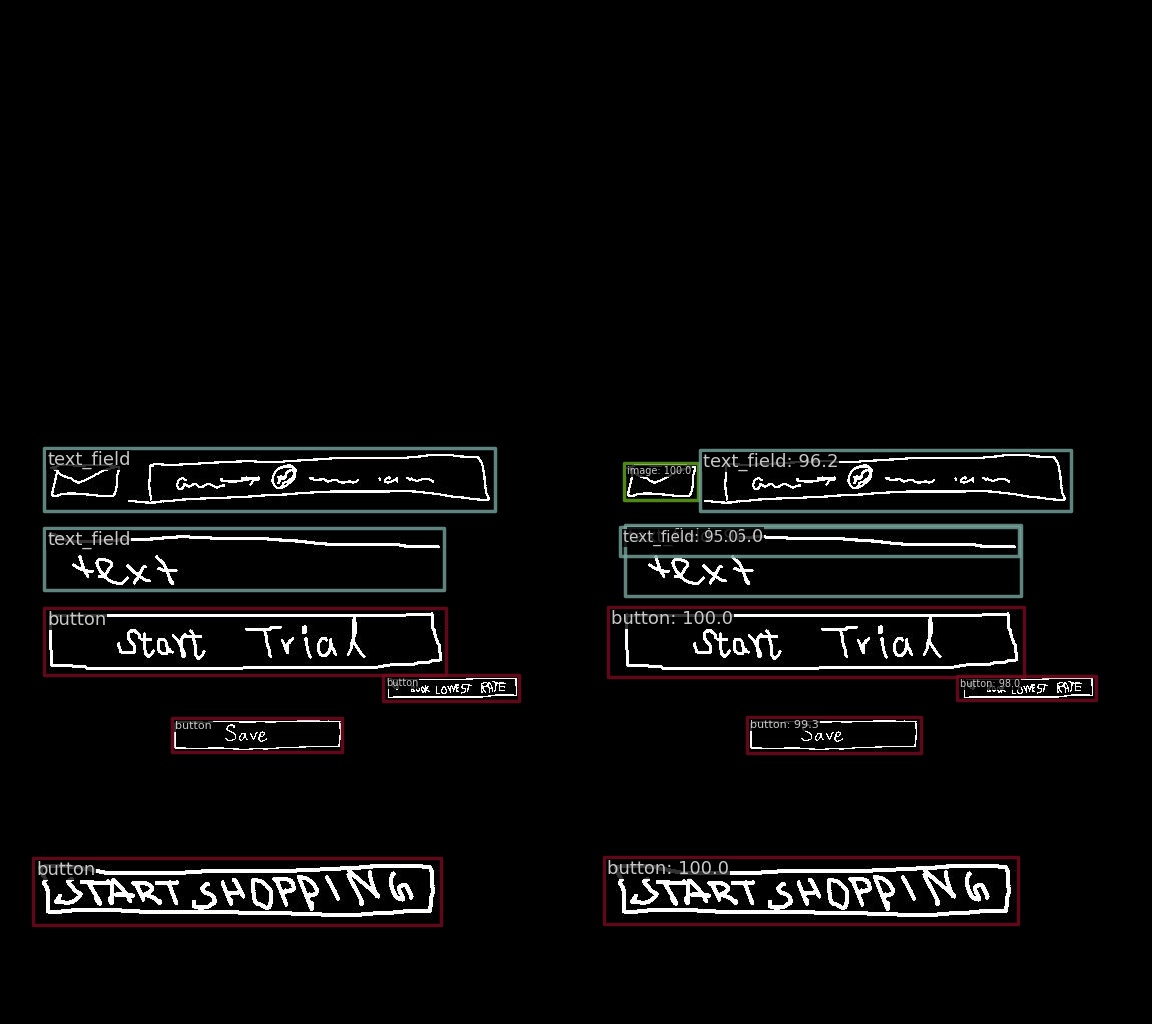 text_field
text_field: 96.2
image: 100.0
text_field
text_field: 95.0
text
text
button
button: 100.0
Start Trial
Start Trial
button
button: 98.0
BOOK LOWEST RATE
LOWEST RATE
button
button: 99.3
Save
Save
button
button: 100.0
START SHOPPING
START SHOPPING